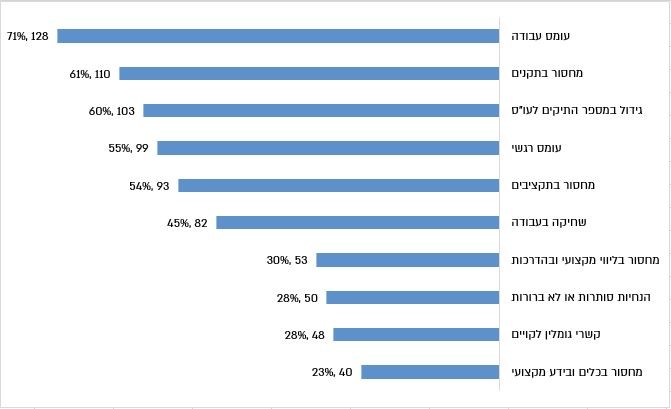 עומס עבודה 71%, 128
מחסור בתקנים 61%, 110
גידול במספר התיקים לעו"ס 60%, 103
עומס רגשי 55%, 99
מחסור בתקציבים 54%, 93
שחיקה בעבודה 45%, 82
מחסור בליווי מקצועי ובהדרכות 30%, 53
הנחיות סותרות או לא ברורות 28%, 50
קשרי גומלין לקויים 28%, 48
מחסור בכלים ובידע מקצועי 23%, 40